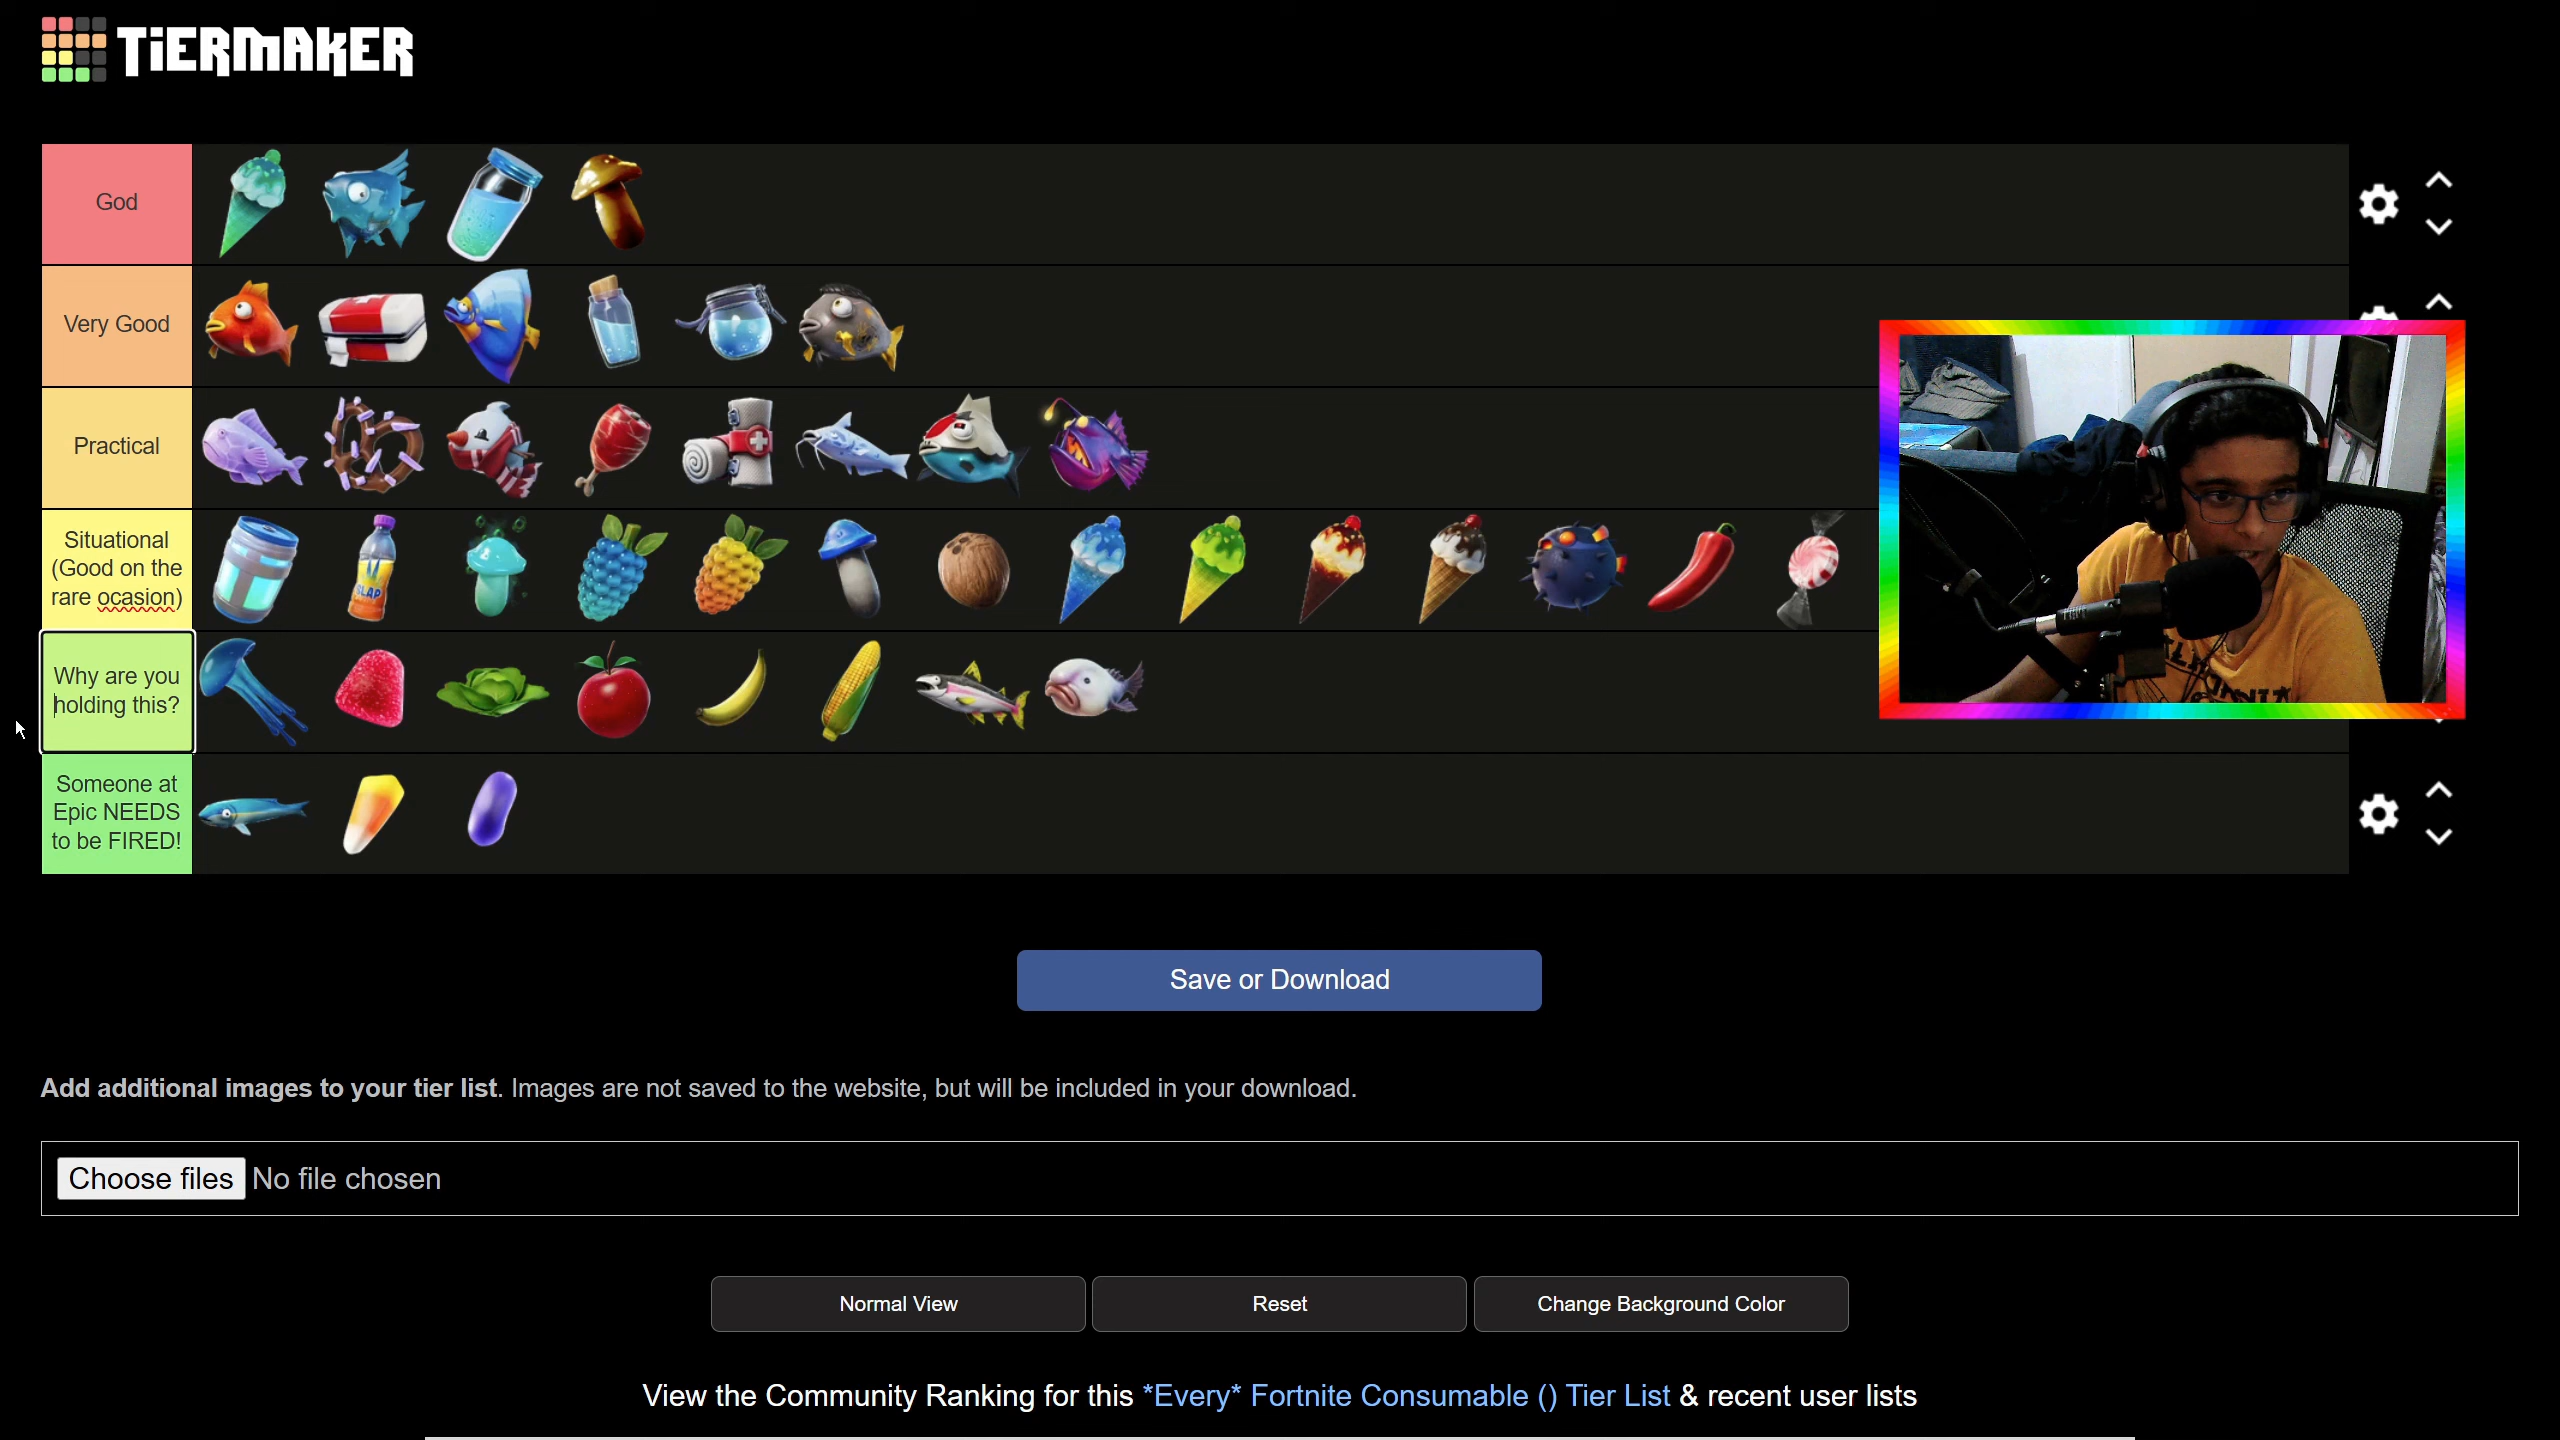 TiERMAKER
God
Very Good
Practical
Situational
(Good on the
rare ocasion)
SLAP
Why are you
holding this?
Someone at
Epic NEEDS
to be FIRED!
Save or Download
Add additional images to your tier list. Images are not saved to the website, but will be included in your download.
Choose files No file chosen
Normal View
Reset
Change Background Color
View the Community Ranking for this *Every* Fortnite Consumable () Tier List & recent user lists